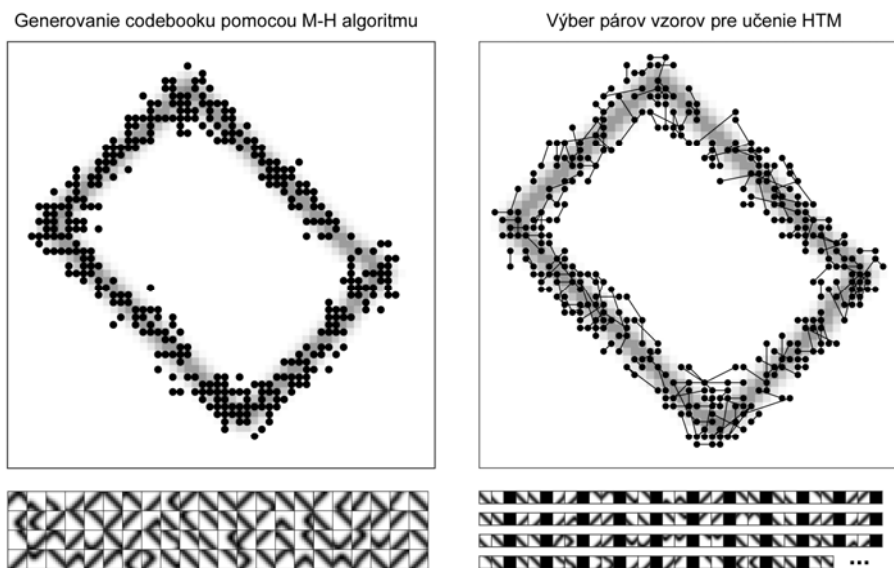 Generovanie codebooku pomocou M-H algoritmu
Výber párov vzorov pre učenie HTM
...